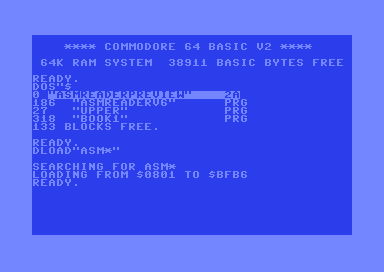 **** COMMODORE 64 BASIC V2 ****
64K RAM SYSTEM  38911 BASIC BYTES FREE
READY.
DOS"$
0 "ASMREADERPREVIEW" 2A
186  "ASMREADERV6"  PRG
27  "UPPER"  PRG
318  "BOOK1"  PRG
133 BLOCKS FREE.
READY.
DLOAD"ASM*"
SEARCHING FOR ASM*
LOADING FROM $0801 TO $BFB6
READY.